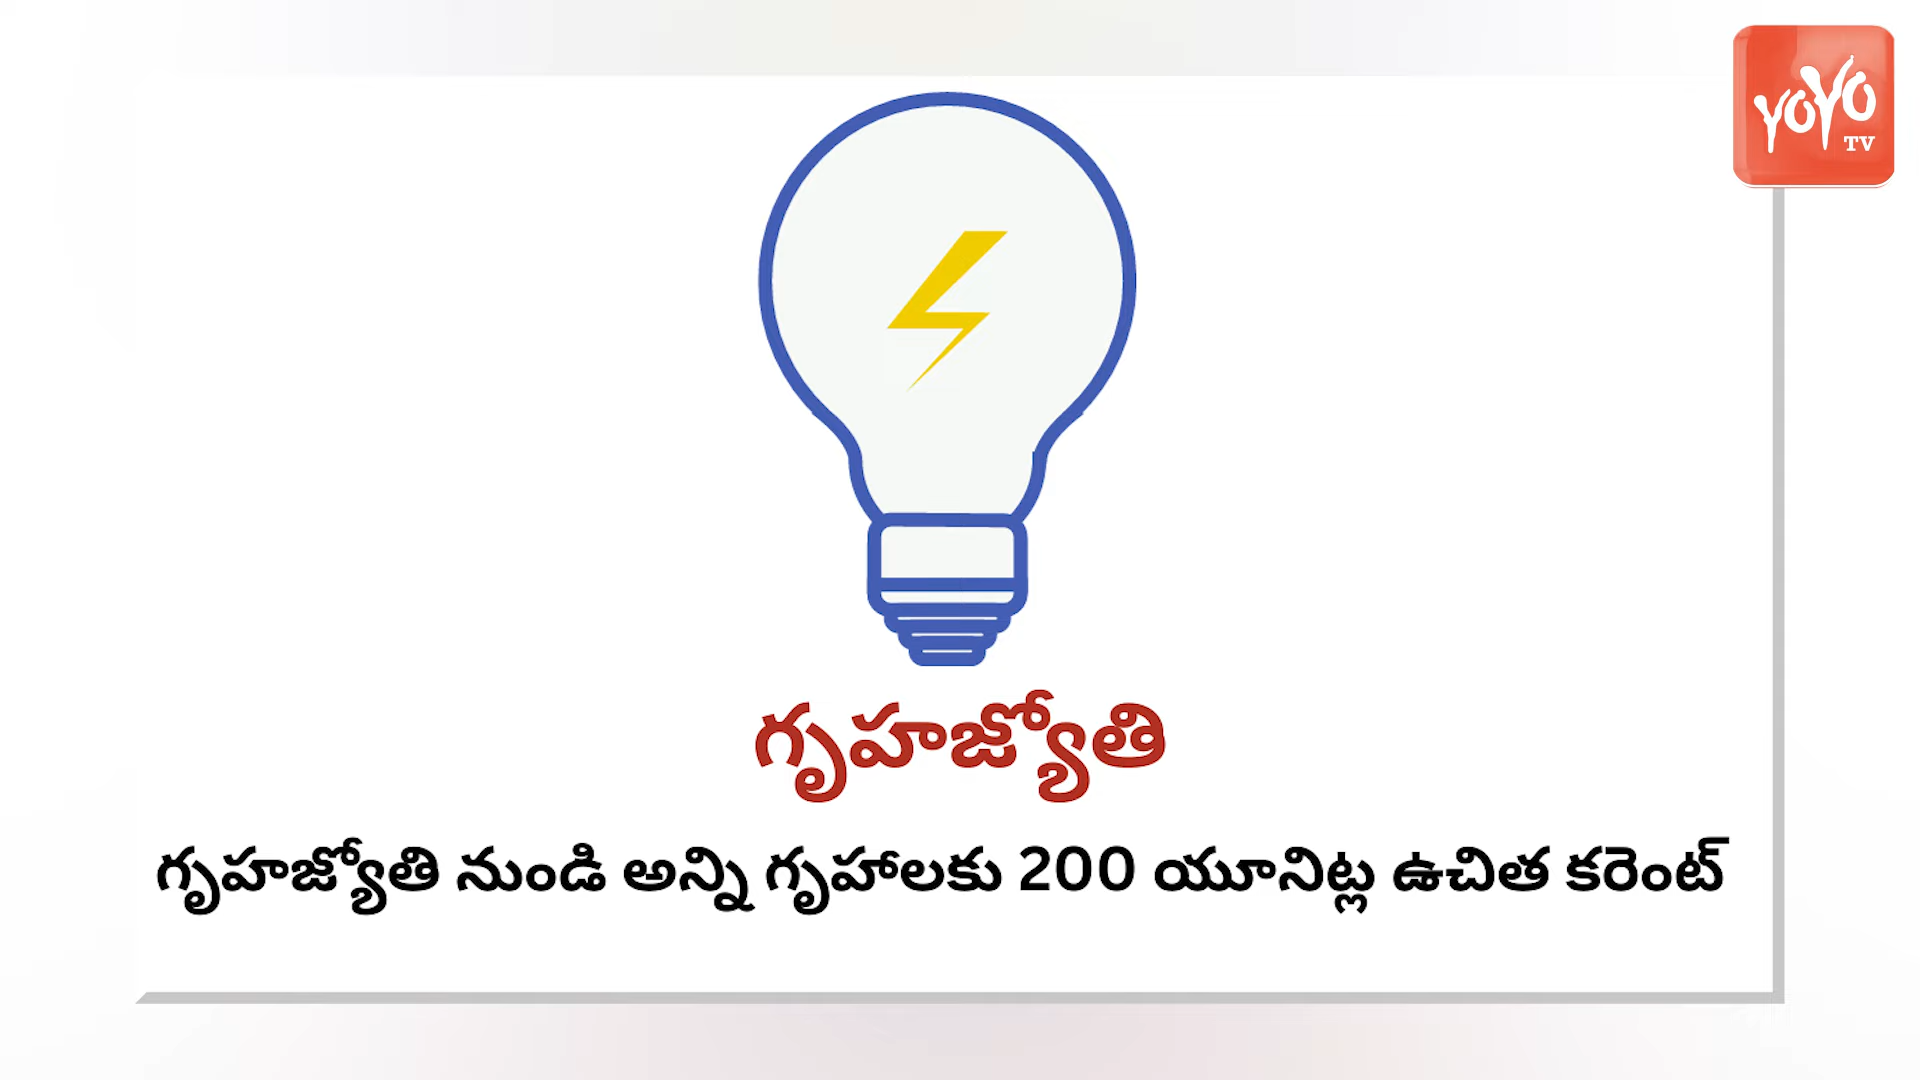 YOYO
TV
గృహజ్యోతి
గృహజ్యోతి నుండి అన్ని గృహాలకు 200 యూనిట్ల ఉచిత కరెంట్